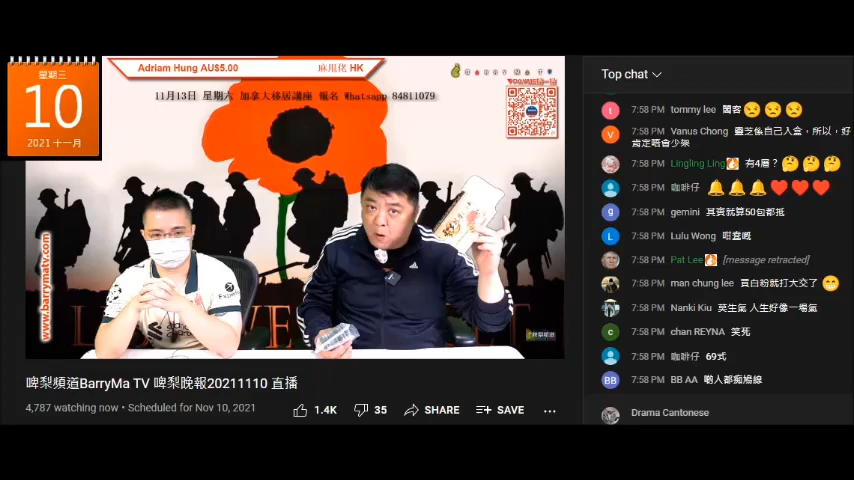 Adriam Hung AU$5.00
麻甩佬 HK
11月13日 星期六 加拿大移居講座 報名 Whatsapp 84811079
星期三
10
2021 十一月
www.barrymatv.com
啤梨頻道BarryMa TV 啤梨晚報20211110 直播
4,787 watching now • Scheduled for Nov 10, 2021
1.4K
35
SHARE
SAVE
Top chat
7:58 PM tommy lee 闊客
7:58 PM Vanus Chong 靈芝係自己入盒，所以，好
肯定唔會少架
7:58 PM Lingling Ling 有4層？
7:58 PM 咖啡仔
7:58 PM gemini 其實就算50包都抵
7:58 PM Lulu Wong 咁盒嘅
7:58 PM Pat Lee [message retracted]
7:58 PM man chung lee 買白粉就打大交了
7:58 PM Nanki Kiu 莫生氣 人生好像一場氣
7:58 PM chan REYNA 笑死
7:58 PM 咖啡仔 69式
7:58 PM BB AA 啲人都痴鳩線
Drama Cantonese